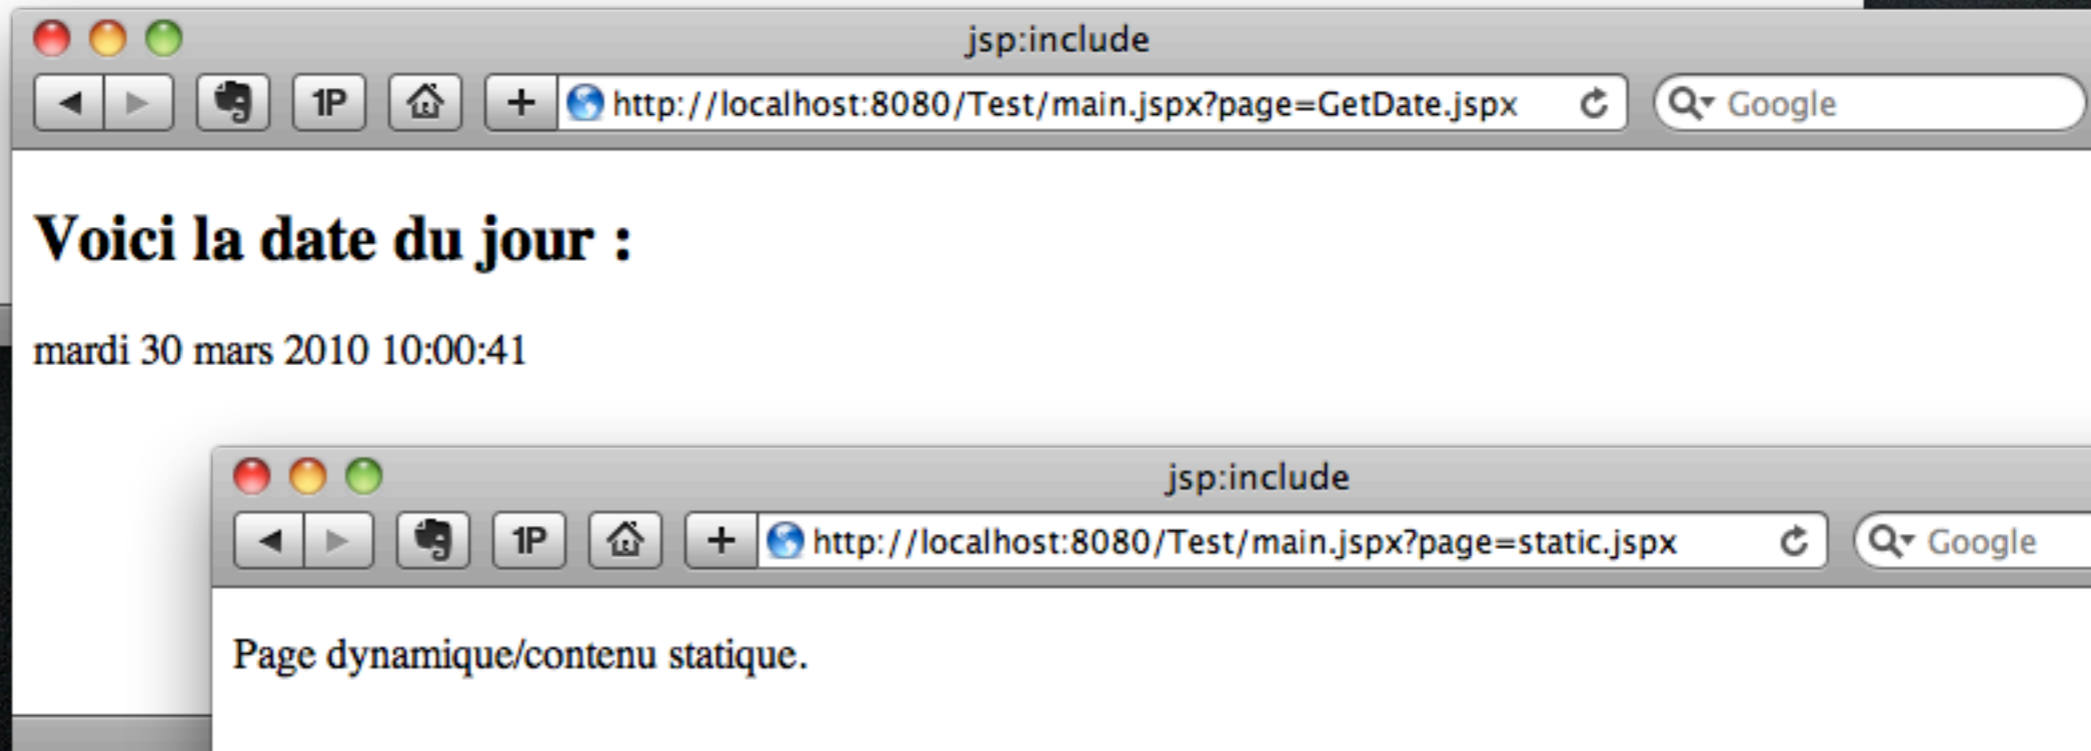 jsp:include
1P
http://localhost:8080/Test/main.jspx?page=GetDate.jspx
Google
Voici la date du jour :
mardi 30 mars 2010 10:00:41
jsp:include
1P
http://localhost:8080/Test/main.jspx?page=static.jspx
Google
Page dynamique/contenu statique.